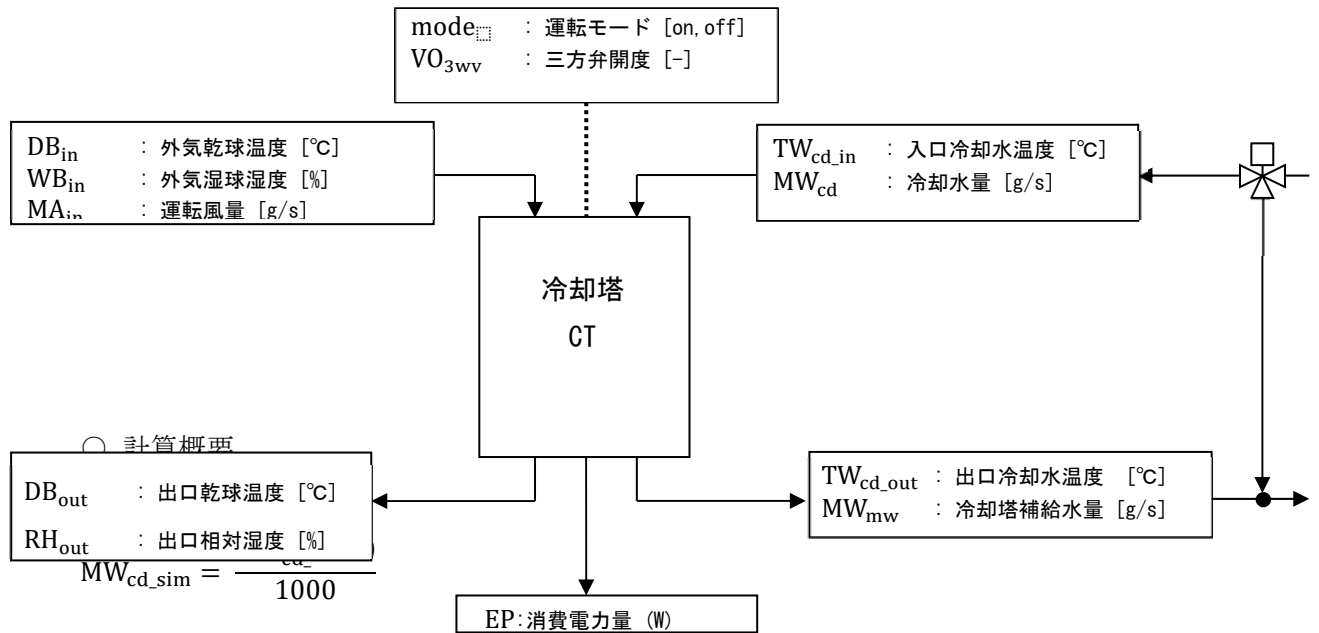 mode : 運転モード [on,off]
VO3wv : 三方弁開度 [-]
DBin : 外気乾球温度 [℃]
WBin : 外気湿球湿度 [%]
MAin : 運転風量 [g/s]
TWcd_in : 入口冷却水温度 [℃]
MWcd : 冷却水量 [g/s]
冷却塔
CT
○ 計算概要
DBout : 出口乾球温度 [℃]
RHout : 出口相対湿度 [%]
TWcd_out : 出口冷却水温度 [℃]
MWmw : 冷却塔補給水量 [g/s]
MWcd_sim = cd_
1000
EP:消費電力量 (W)